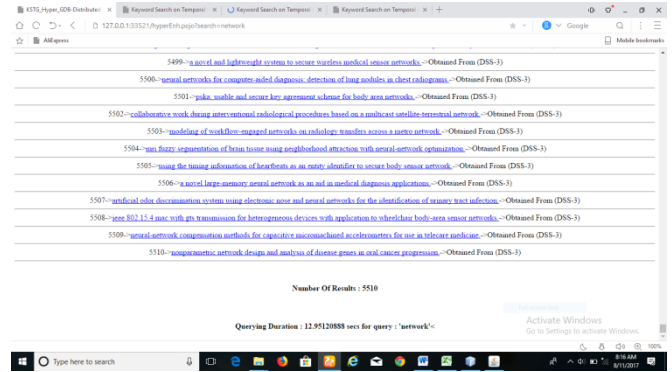 KSTG_Hyper_GDB-Distributed
Keyword Search on Temporal
Keyword Search on Temporal
Keyword Search on Temporal
127.0.0.1:33521/hyperEnh.pojo?search=network
Google
AliExpress
Mobile bookmarks
5499->a novel and lightweight system to secure wireless medical sensor networks.->Obtained From (DSS-3)
5500->neural networks for computer-aided diagnosis: detection of lung nodules in chest radiograms.->Obtained From (DSS-3)
5501->pska: usable and secure key agreement scheme for body area networks.->Obtained From (DSS-3)
5502->collaborative work during interventional radiological procedures based on a multicast satellite-terrestrial network.->Obtained From (DSS-3)
5503->modeling of workflow-engaged networks on radiology transfers across a metro network.->Obtained From (DSS-3)
5504->mri fuzzy segmentation of brain tissue using neighborhood attraction with neural-network optimization.->Obtained From (DSS-3)
5505->using the timing information of heartbeats as an entity identifier to secure body sensor network.->Obtained From (DSS-3)
5506->a novel large-memory neural network as an aid in medical diagnosis applications.->Obtained From (DSS-3)
5507->artificial odor discrimination system using electronic nose and neural networks for the identification of urinary tract infection.->Obtained From (DSS-3)
5508->ieee 802.15.4 mac with gts transmission for heterogeneous devices with application to wheelchair body-area sensor networks.->Obtained From (DSS-3)
5509->neural-network compensation methods for capacitive micromachined accelerometers for use in telecare medicine.->Obtained From (DSS-3)
5510->nonparametric network design and analysis of disease genes in oral cancer progression.->Obtained From (DSS-3)
Number Of Results : 5510
Querying Duration : 12.95120888 secs for query : 'network'<
Activate Windows
Go to Settings to activate Windows.
100%
Type here to search
8:16 AM
8/11/2017